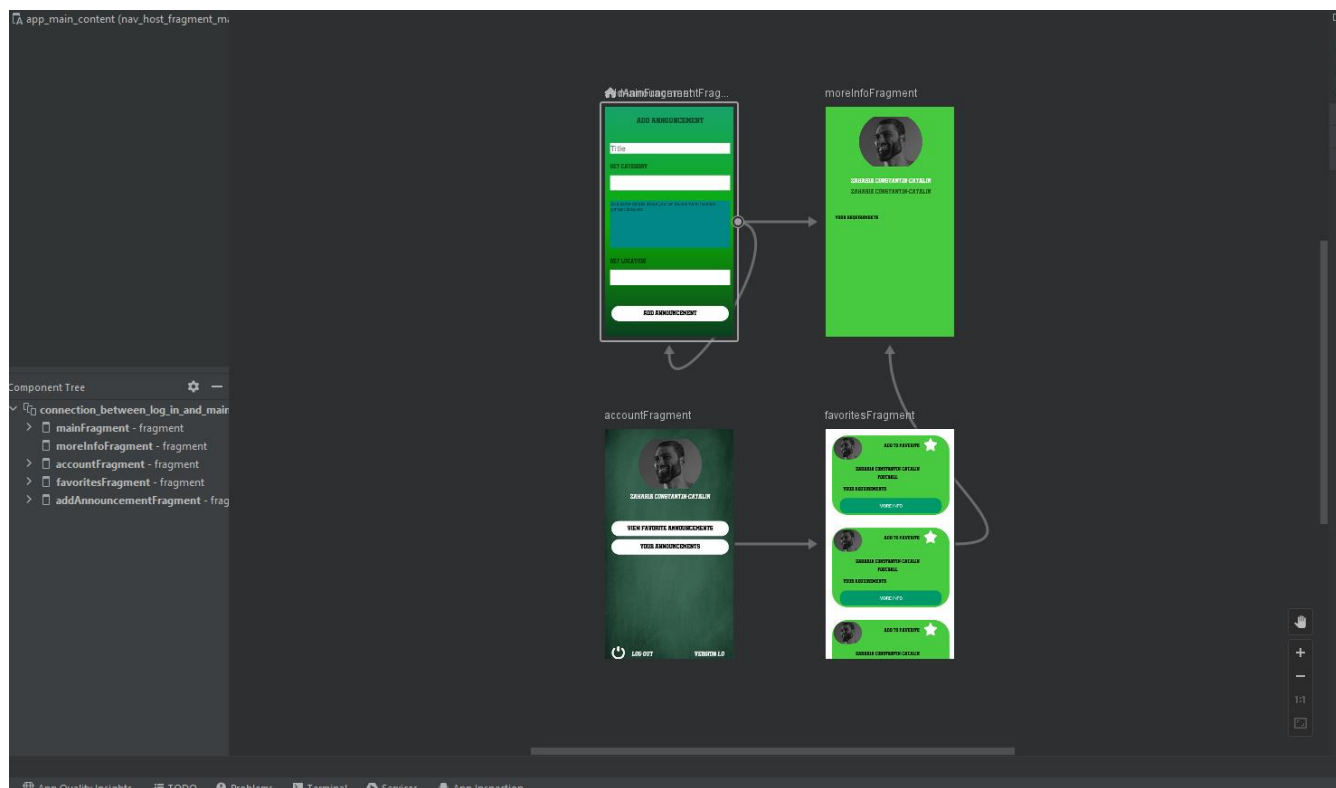 app_main_content (nav_host_fragment_ma
Component Tree
connection_between_log_in_and_main
mainFragment - fragment
moreInfoFragment - fragment
accountFragment - fragment
favoritesFragment - fragment
addAnnouncementFragment - frag
ADD ANNOUNCEMENT
Title
SET CATEGORY
SET LOCATION
ADD ANNOUNCEMENT
moreInfoFragment
ZAHARIA CONSTANTIN-CATALIN
ZAHARIA CONSTANTIN-CATALIN
YOUR REQUIREMENTS
accountFragment
ZAHARIA CONSTANTIN-CATALIN
VIEW FAVORITE ANNOUNCEMENTS
YOUR ANNOUNCEMENTS
LOG OUT
VERSION 1.0
favoritesFragment
ADD TO FAVORITE
ZAHARIA CONSTANTIN-CATALIN
FOOTBALL
YOUR REQUIREMENTS
MORE INFO
ADD TO FAVORITE
ZAHARIA CONSTANTIN-CATALIN
FOOTBALL
YOUR REQUIREMENTS
MORE INFO
ADD TO FAVORITE
ZAHARIA CONSTANTIN-CATALIN
1:1
App Quality Insights
TODO
Problems
Terminal
Services
App Inspection